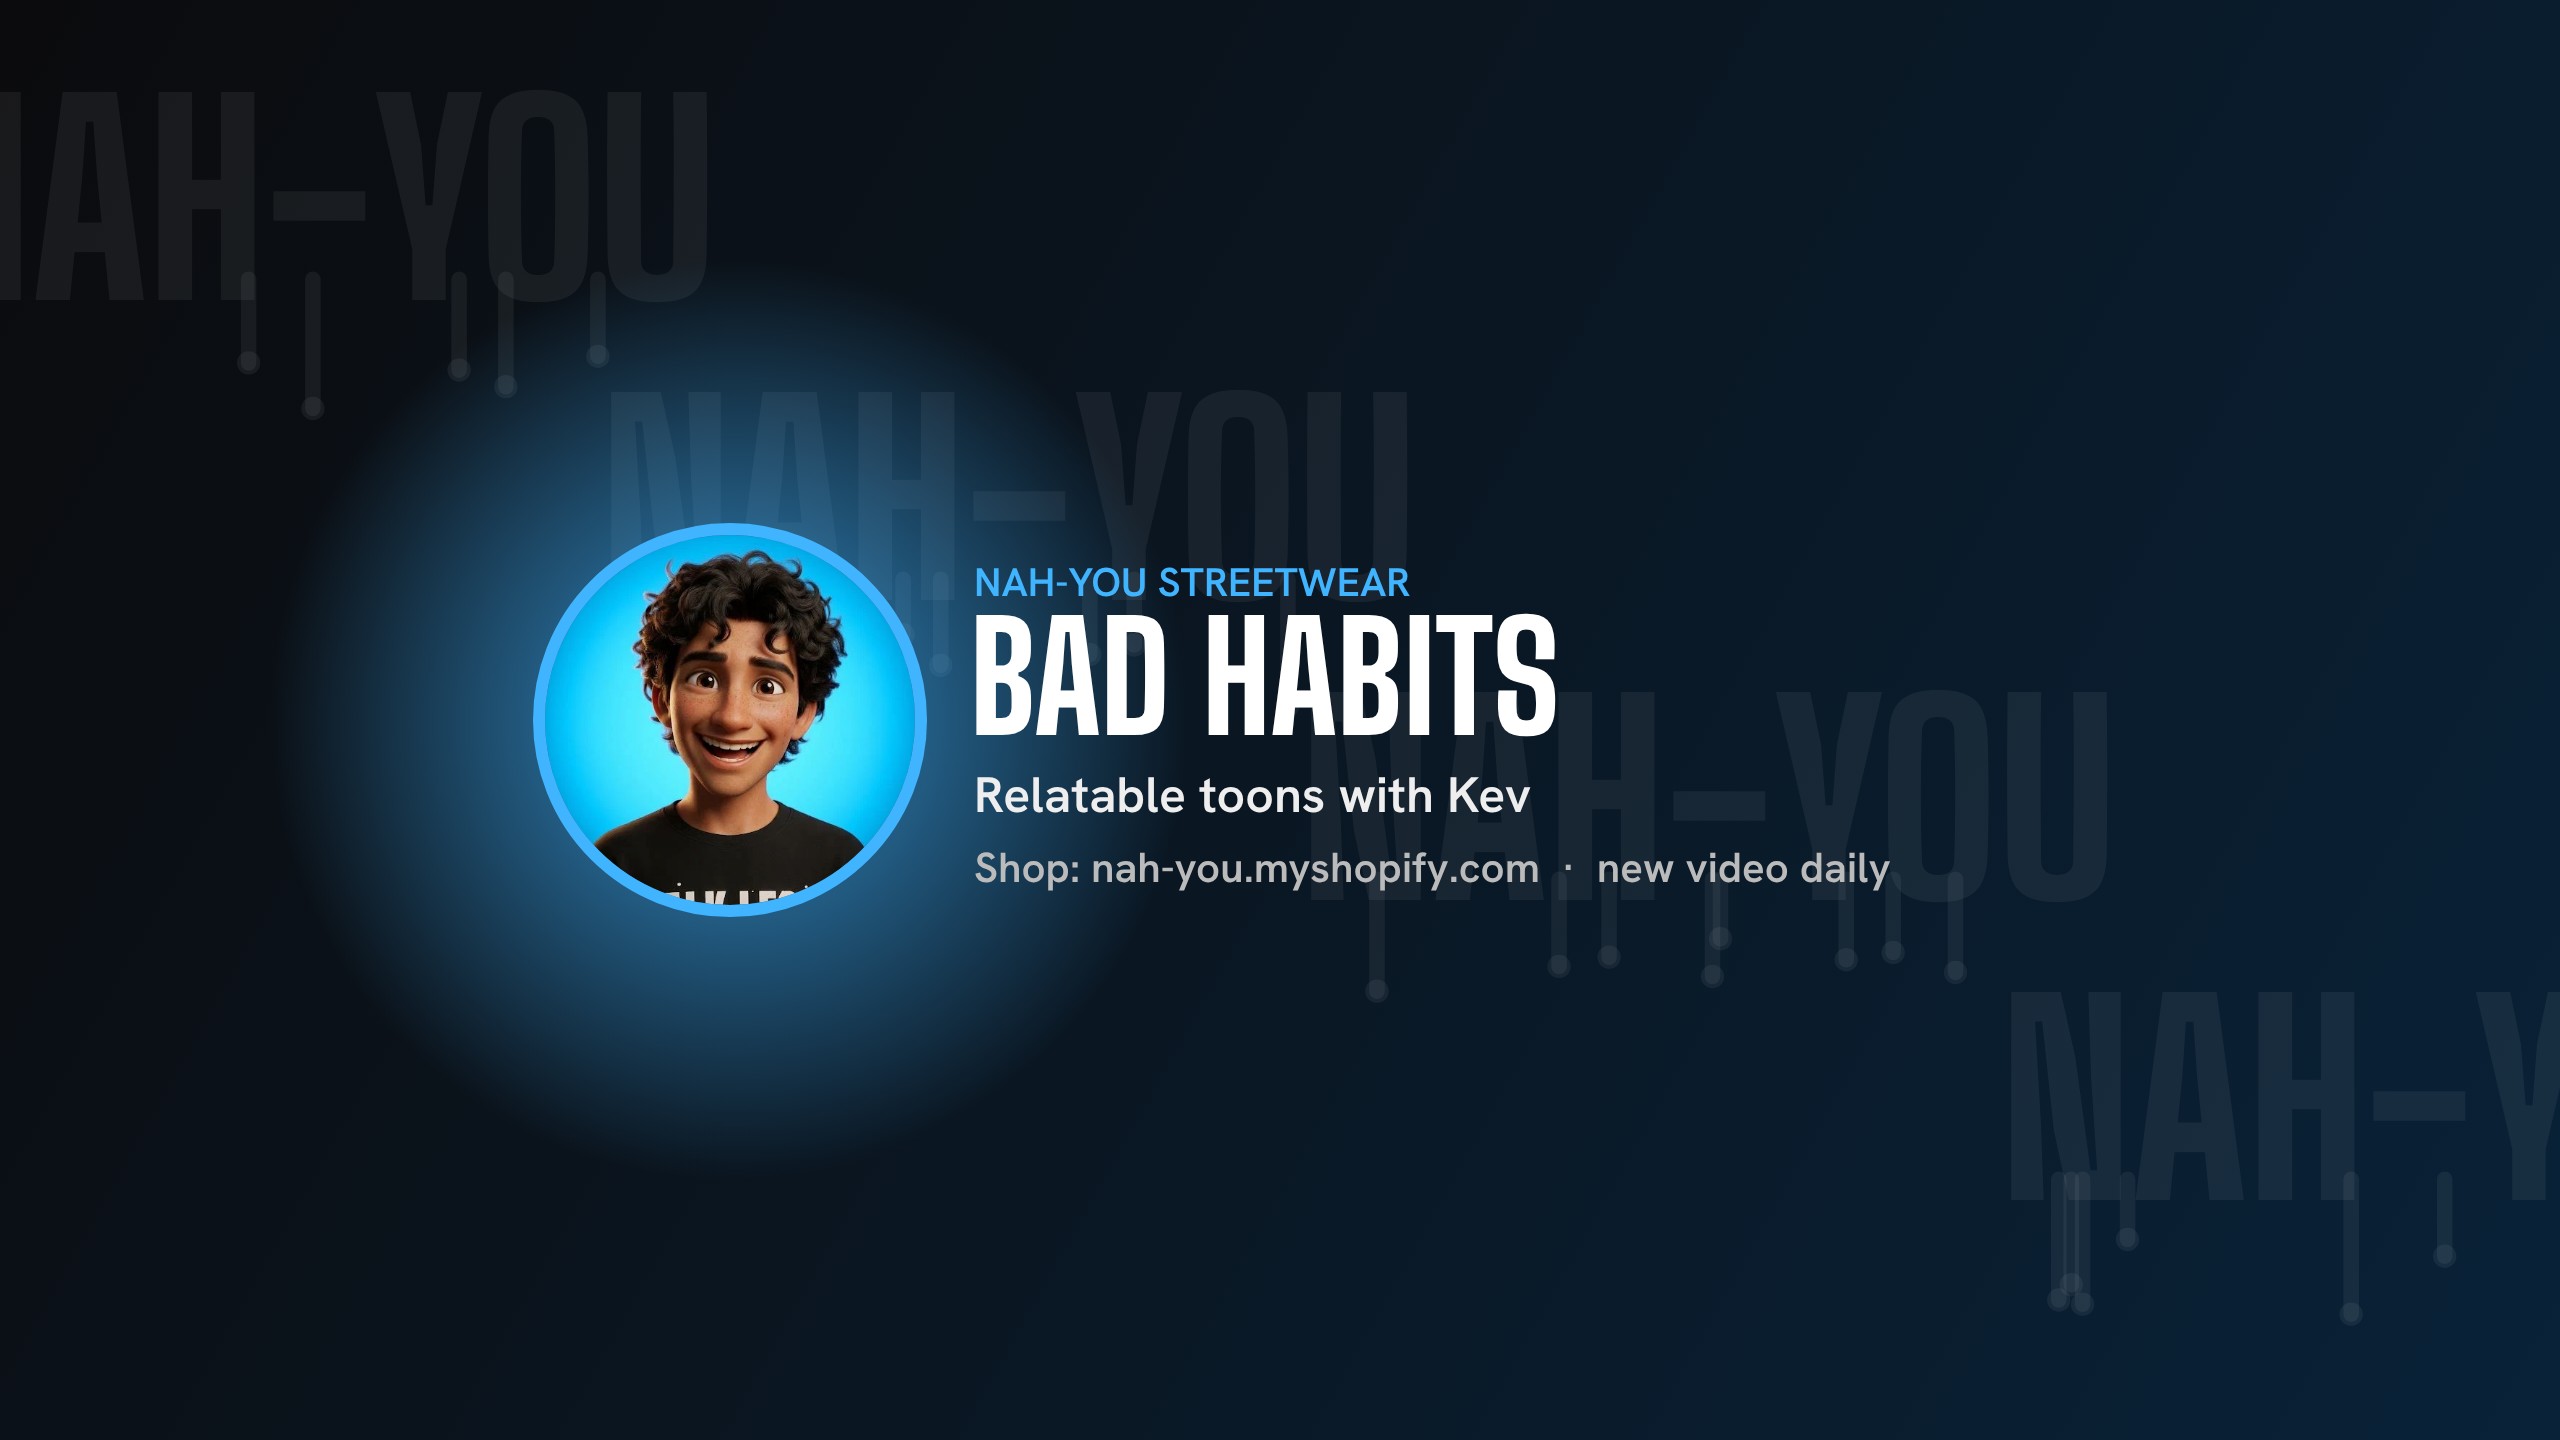 NAH-YOU
NAH-YOU
NAH-YOU STREETWEAR
BAD HABITS
Relatable toons with Kev
Shop: nah-you.myshopify.com · new video daily
NAH-YOU
NAH-Y